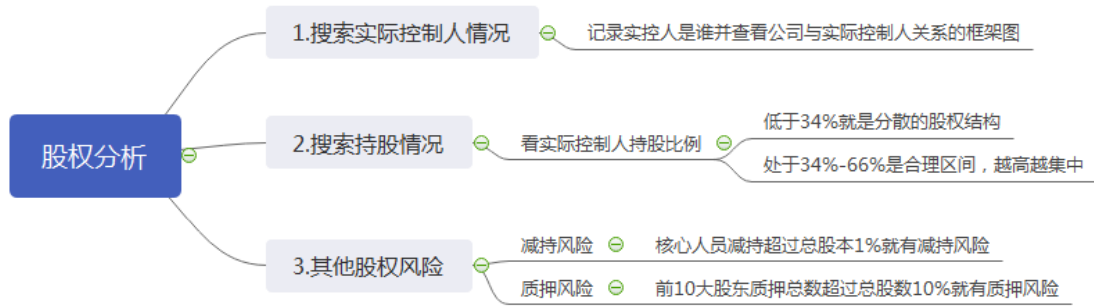 股权分析
1.搜索实际控制人情况
记录实控人是谁并查看公司与实际控制人关系的框架图
2.搜索持股情况
看实际控制人持股比例
低于34%就是分散的股权结构
处于34%-66%是合理区间，越高越集中
3.其他股权风险
减持风险
核心人员减持超过总股本1%就有减持风险
质押风险
前10大股东质押总数超过总股数10%就有质押风险